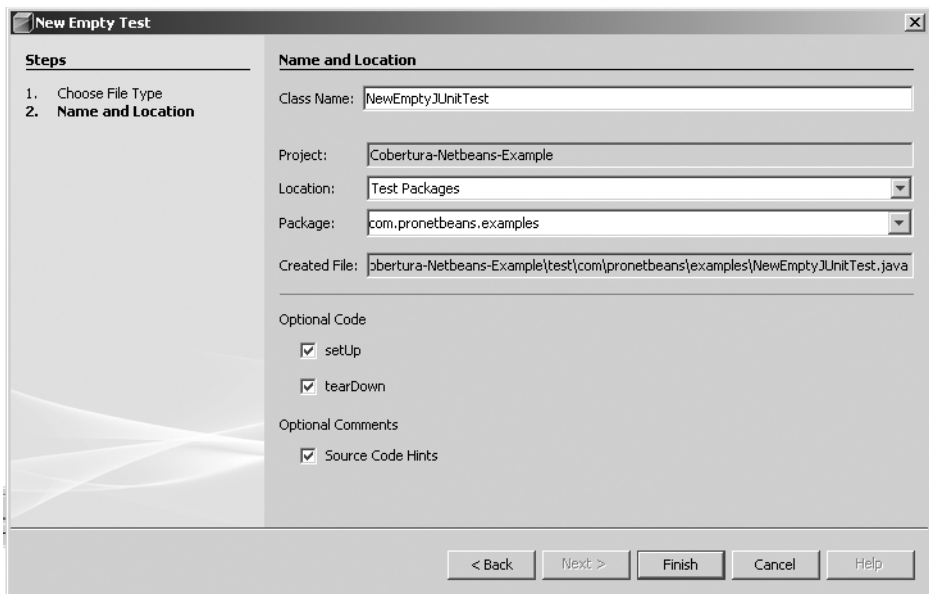 New Empty Test
Steps
1. Choose File Type
2. Name and Location
Name and Location
Class Name: NewEmptyJUnitTest
Project: Cobertura-Netbeans-Example
Location: Test Packages
Package: com.pronetbeans.examples
Created File: obertura-Netbeans-Example\test\com\pronetbeans\examples\NewEmptyJUnitTest.java
Optional Code
setUp
tearDown
Optional Comments
Source Code Hints
< Back Next > Finish Cancel Help